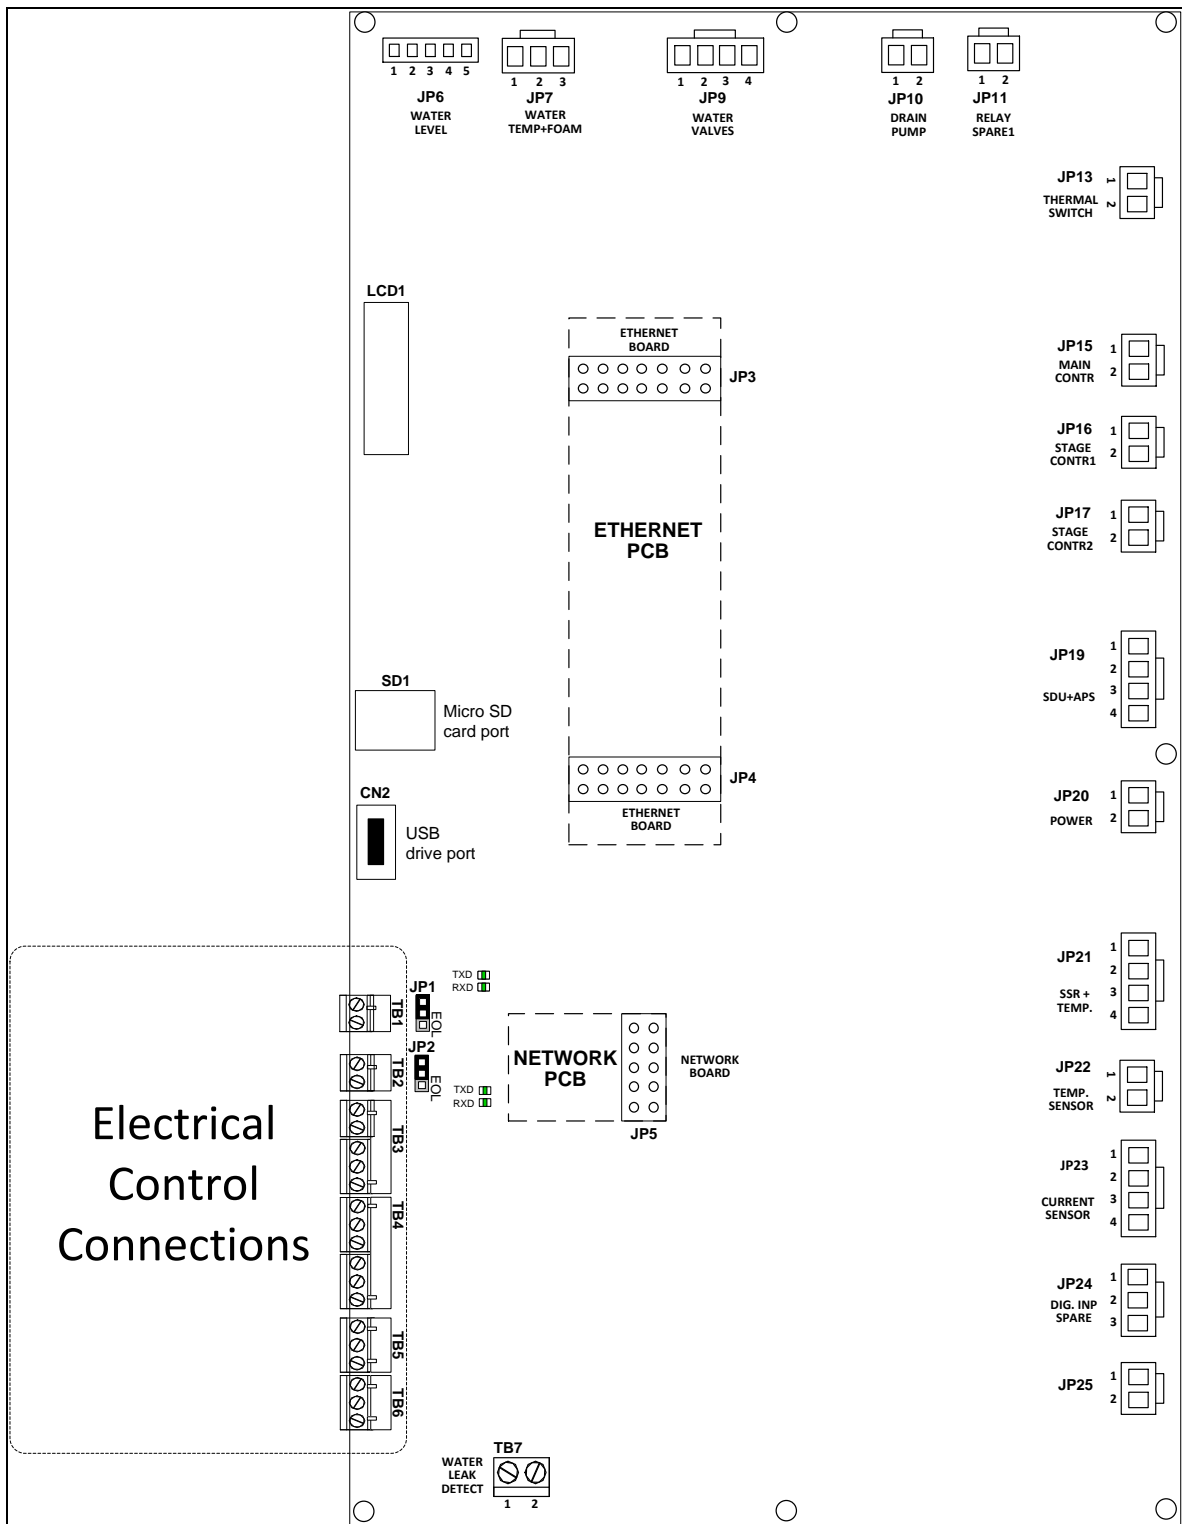 1 2 3 4 5
JP6
WATER
LEVEL
1 2 3
JP7
WATER
TEMP+FOAM
1 2 3 4
JP9
WATER
VALVES
1 2
JP10
DRAIN
PUMP
1 2
JP11
RELAY
SPARE1
JP13
THERMAL
SWITCH
1
2
LCD1
ETHERNET
BOARD
JP3
JP15
MAIN
CONTR
1
2
JP16
STAGE
CONTR1
1
2
JP17
STAGE
CONTR2
1
2
ETHERNET
PCB
JP19
SDU+APS
1
2
3
4
SD1
Micro SD
card port
JP4
ETHERNET
BOARD
CN2
USB
drive port
JP20
POWER
1
2
JP21
SSR +
TEMP.
1
2
3
4
TXD
RXD
JP1
EOL
TB1
JP2
EOL
TB2
TXD
RXD
NETWORK
PCB
NETWORK
BOARD
JP5
JP22
TEMP.
SENSOR
1
2
Electrical
Control
Connections
TB3
TB4
TB5
TB6
JP23
CURRENT
SENSOR
1
2
3
4
JP24
DIG. INP
SPARE
1
2
3
JP25
1
2
TB7
WATER
LEAK
DETECT
1 2